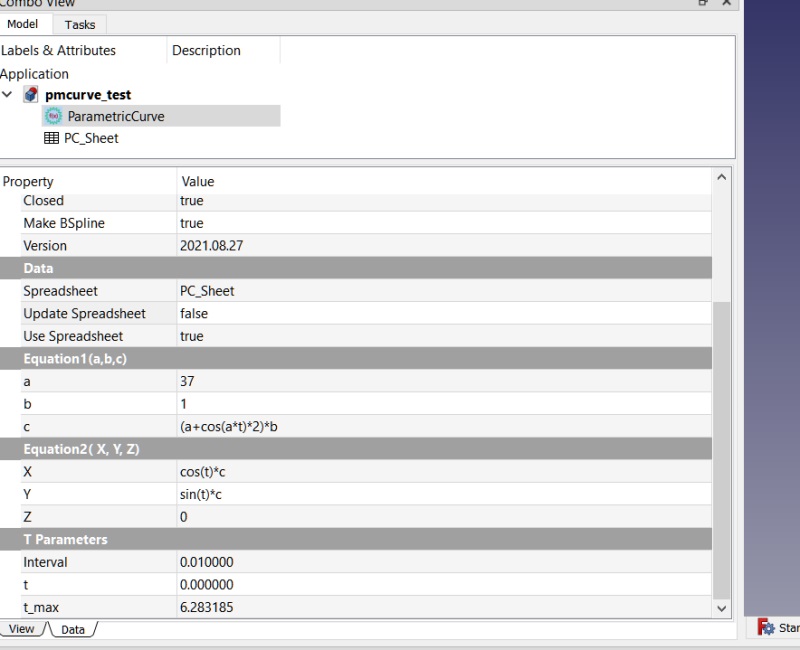 Combo View
Model Tasks
Labels & Attributes Description
Application
pmcurve_test
f(x) ParametricCurve
PC_Sheet
Property Value
Closed true
Make BSpline true
Version 2021.08.27
Data
Spreadsheet PC_Sheet
Update Spreadsheet false
Use Spreadsheet true
Equation1(a,b,c)
a 37
b 1
c (a+cos(a*t)*2)*b
Equation2( X, Y, Z)
X cos(t)*c
Y sin(t)*c
Z 0
T Parameters
Interval 0.010000
t 0.000000
t_max 6.283185
View Data
Star